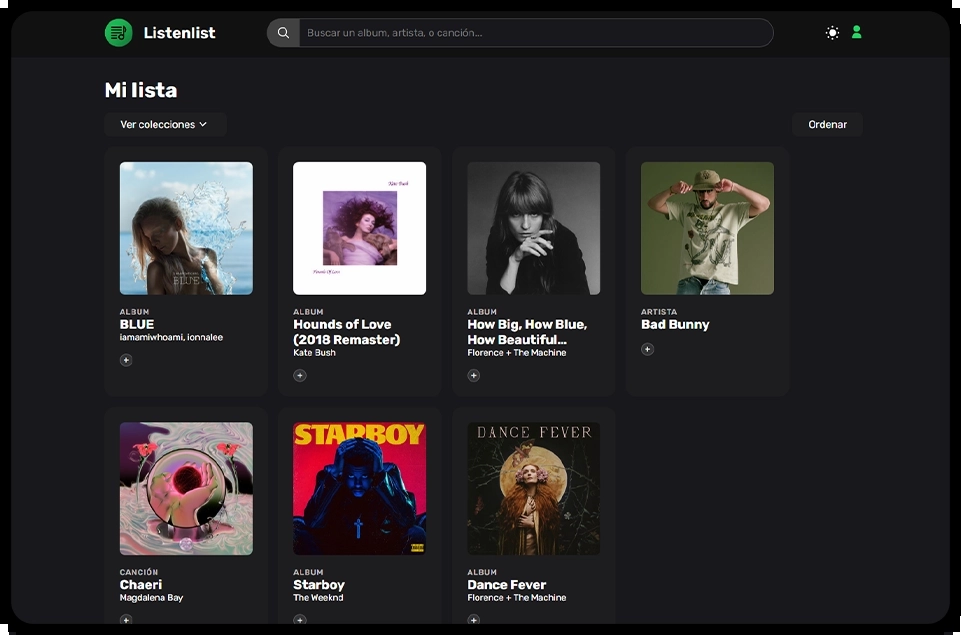 Listenlist
Buscar un album, artista, o canción...
Mi lista
Ver colecciones
Ordenar
BLUE
ALBUM
BLUE
iamamiwhoami, ionnalee
Kate Bush
Hounds Of Love
ALBUM
Hounds of Love
(2018 Remaster)
Kate Bush
ALBUM
How Big, How Blue,
How Beautiful...
Florence + The Machine
ARTISTA
Bad Bunny
CANCIÓN
Chaeri
Magdalena Bay
STARBOY
ALBUM
Starboy
The Weeknd
DANCE FEVER
ALBUM
Dance Fever
Florence + The Machine